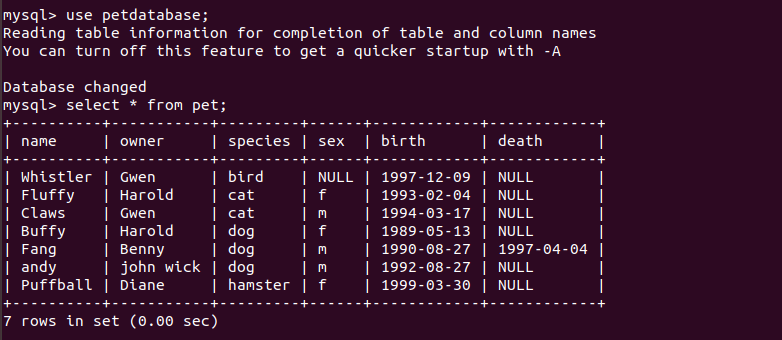 mysql> use petdatabase;
Reading table information for completion of table and column names
You can turn off this feature to get a quicker startup with -A

Database changed
mysql> select * from pet;
+----------+-----------+---------+------+------------+------------+
| name     | owner     | species | sex  | birth      | death      |
+----------+-----------+---------+------+------------+------------+
| Whistler | Gwen      | bird    | NULL | 1997-12-09 | NULL       |
| Fluffy   | Harold    | cat     | f    | 1993-02-04 | NULL       |
| Claws    | Gwen      | cat     | m    | 1994-03-17 | NULL       |
| Buffy    | Harold    | dog     | f    | 1989-05-13 | NULL       |
| Fang     | Benny     | dog     | m    | 1990-08-27 | 1997-04-04 |
| andy     | john wick | dog     | m    | 1992-08-27 | NULL       |
| Puffball | Diane     | hamster | f    | 1999-03-30 | NULL       |
+----------+-----------+---------+------+------------+------------+
7 rows in set (0.00 sec)